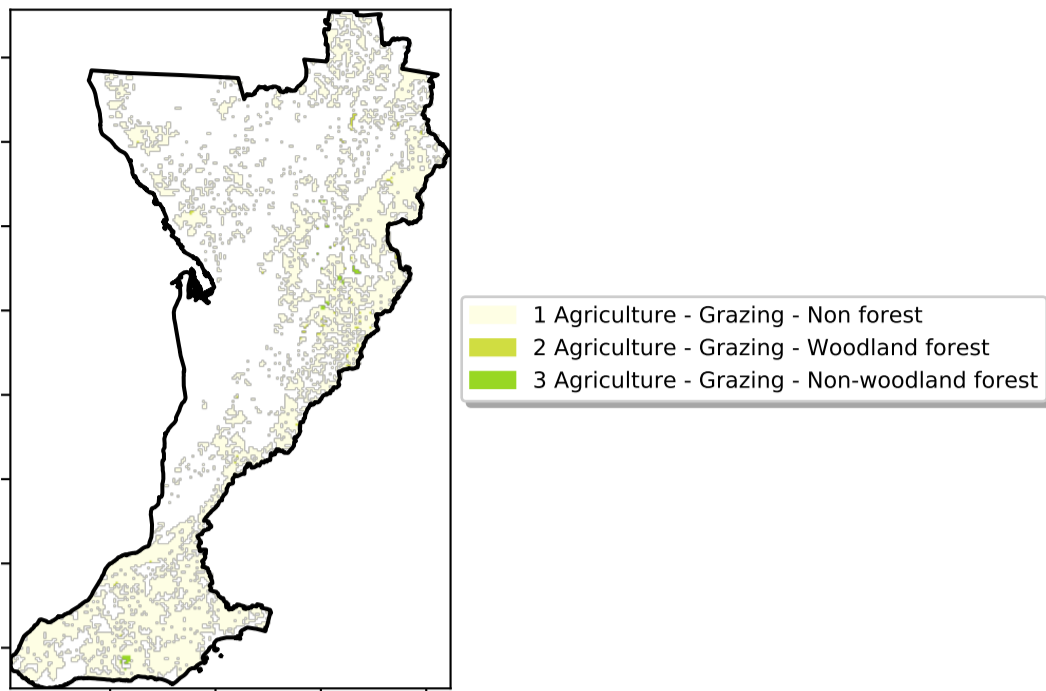 1 Agriculture - Grazing - Non forest
2 Agriculture - Grazing - Woodland forest
3 Agriculture - Grazing - Non-woodland forest